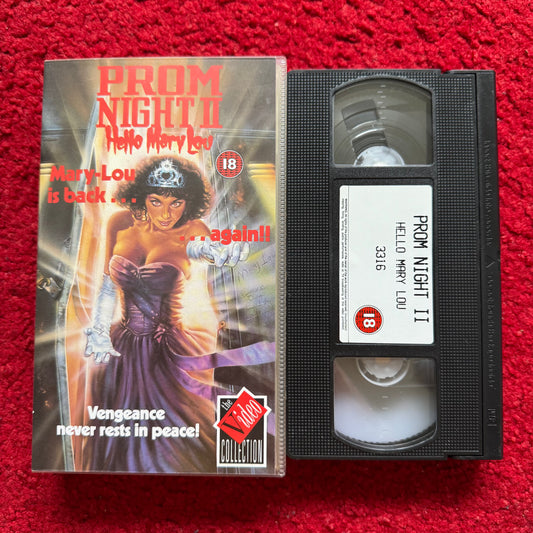 PROM
NIGHT II
Hello Mary Lou
18
Mary-Lou
is back . . .
. . . again!!
Vengeance
never rests in peace!
the
Video
COLLECTION
PROM NIGHT II
HELLO MARY LOU
3316
18